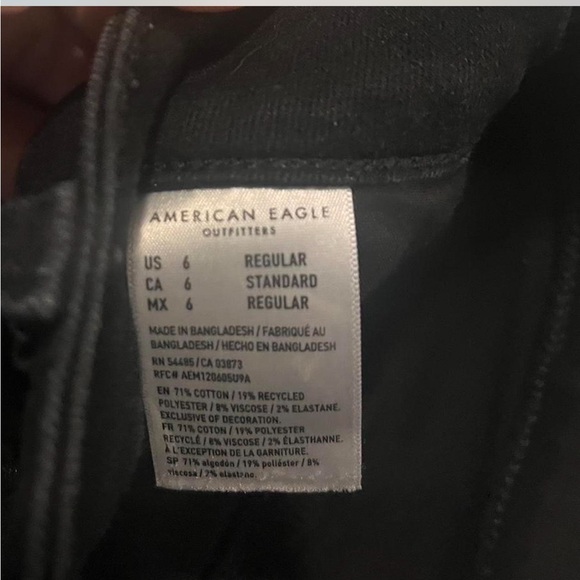 AMERICAN EAGLE
OUTFITTERS
US 6 REGULAR
CA 6 STANDARD
MX 6 REGULAR
MADE IN BANGLADESH / FABRIQUÉ AU
BANGLADESH / HECHO EN BANGLADESH
RN 54485/CA 03873
RFC# AEM120605U9A
EN 71% COTTON / 19% RECYCLED
POLYESTER / 8% VISCOSE / 2% ELASTANE.
EXCLUSIVE OF DECORATION.
FR 71% COTON / 19% POLYESTER
RECYCLÉ / 8% VISCOSE / 2% ÉLASTHANNE.
À L'EXCEPTION DE LA GARNITURE.
SP 71% algodón / 19% poliéster / 8%
viscosa / 2% elastano.